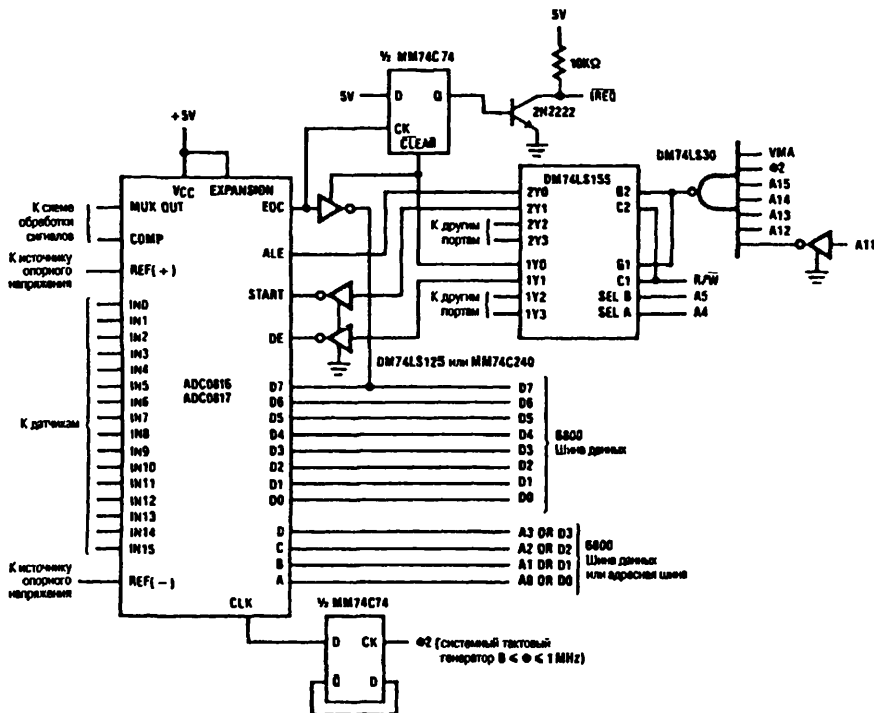 5V
½ MM74C74
10KΩ
5V
D
Q
IREQ
2N2222
CK
CLEAR
+5V
DM74LS30
VMA
Φ2
A15
A14
A13
A12
A11
DM74LS155
2Y0
2Y1
2Y2
2Y3
1Y0
1Y1
1Y2
1Y3
G2
C2
G1
C1
SEL B
SEL A
R/W
A5
A4
К другим
портам
К другим
портам
VCC
EXPANSION
MUX OUT
COMP
REF(+)
EOC
ALE
START
OE
К схеме
обработки
сигналов
К источнику
опорного
напряжения
IN0
IN1
IN2
IN3
IN4
IN5
IN6
IN7
IN8
IN9
IN10
IN11
IN12
IN13
IN14
IN15
К датчикам
ADC0816
ADC0817
DM74LS125 или MM74C240
D7
D6
D5
D4
D3
D2
D1
D0
D7
D6
D5
D4
D3
D2
D1
D0
6800
Шина данных
D
C
B
A
A3 OR D3
A2 OR D2
A1 OR D1
A0 OR D0
6800
Шина данных
или адресная шина
К источнику
опорного
напряжения
REF(−)
CLK
½ MM74C74
D
CK
Q
D
Φ2 (системный тактовый
генератор 8 ≤ Φ ≤ 1 MHz)